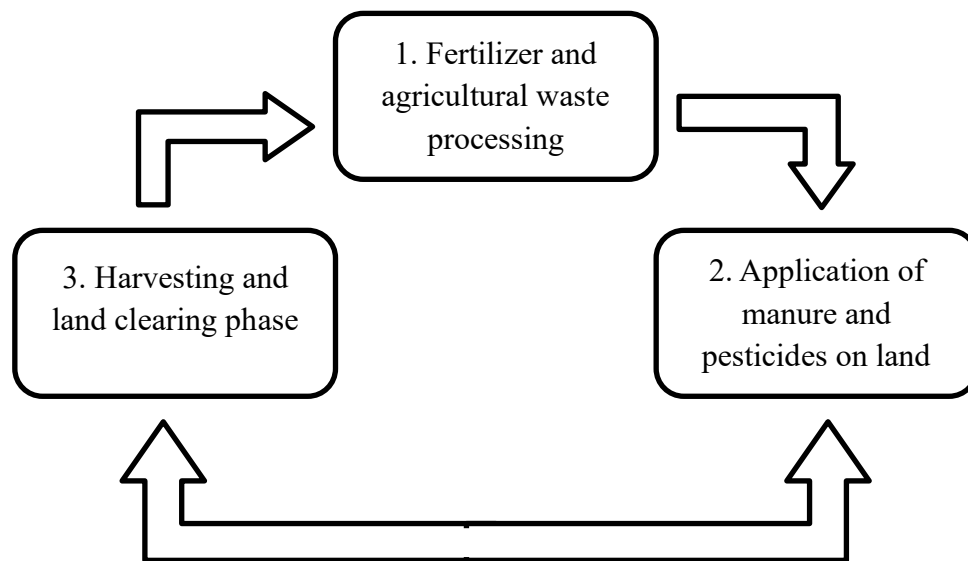 1. Fertilizer and
agricultural waste
processing
3. Harvesting and
land clearing phase
2. Application of
manure and
pesticides on land